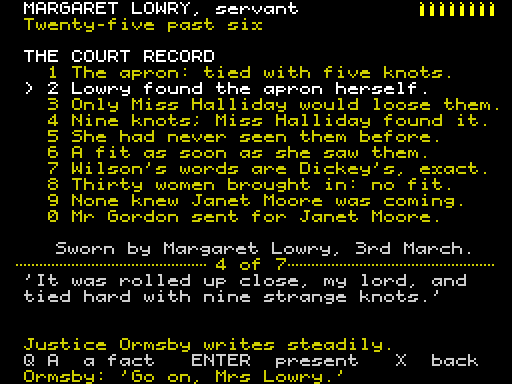 MARGARET LOWRY, servant
Twenty-five past six
THE COURT RECORD
1 The apron: tied with five knots.
> 2 Lowry found the apron herself.
3 Only Miss Halliday would loose them.
4 Nine knots; Miss Halliday found it.
5 She had never seen them before.
6 A fit as soon as she saw them.
7 Wilson's words are Dickey's, exact.
8 Thirty women brought in: no fit.
9 None knew Janet Moore was coming.
0 Mr Gordon sent for Janet Moore.
Sworn by Margaret Lowry, 3rd March.
4 of 7
'It was rolled up close, my lord, and
tied hard with nine strange knots.'
Justice Ormsby writes steadily.
Q A a fact ENTER present X back
Ormsby: 'Go on, Mrs Lowry.'